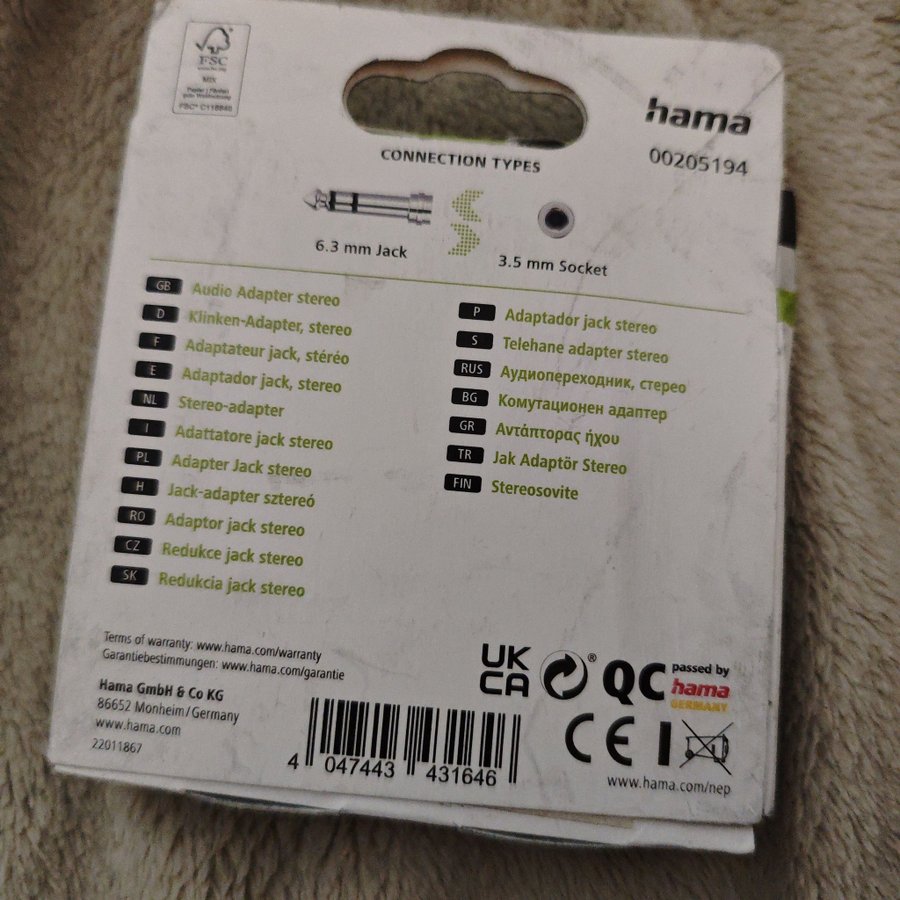 FSC
MIX
FSC® C118840
hama
00205194
CONNECTION TYPES
6.3 mm Jack
3.5 mm Socket
GB Audio Adapter stereo
D Klinken-Adapter, stereo
F Adaptateur jack, stéréo
E Adaptador jack, stereo
NL Stereo-adapter
I Adattatore jack stereo
PL Adapter Jack stereo
H Jack-adapter sztereó
RO Adaptor jack stereo
CZ Redukce jack stereo
SK Redukcia jack stereo
P Adaptador jack stereo
S Telehane adapter stereo
RUS Аудиопереходник, стерео
BG Комутационен адаптер
GR Αντάπτορας ήχου
TR Jak Adaptör Stereo
FIN Stereosovite
Terms of warranty: www.hama.com/warranty
Garantiebestimmungen: www.hama.com/garantie
Hama GmbH & Co KG
86652 Monheim/Germany
www.hama.com
22011867
4 047443 431646
UK
CA
®
QC passed by
hama
GERMANY
CE
www.hama.com/nep